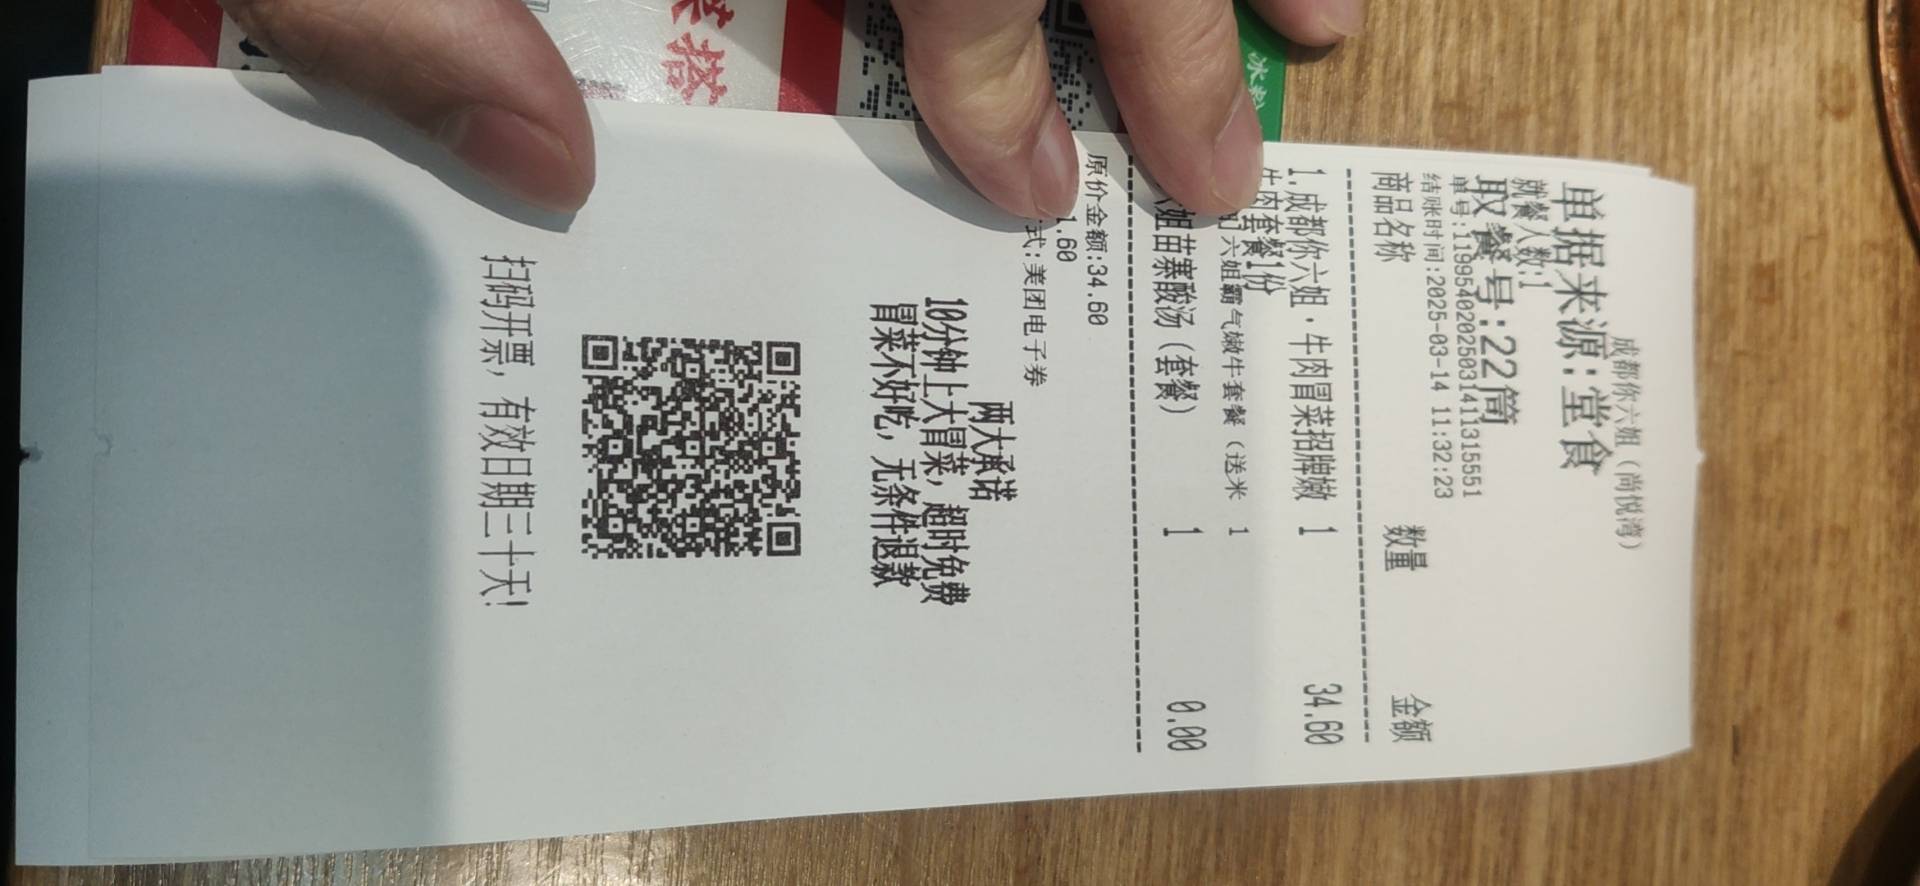 成都你六姐(尚悦湾)
单据来源:堂食
就餐人数:1
取餐号:22筒
单号:11995402025031411315551
结账时间:2025-03-14 11:32:23
商品名称 数量 金额
1.成都你六姐·牛肉冒菜招牌嫩 1 34.60
牛肉套餐1份
六姐霸气嫩牛套餐(送米 1
姐苗寨酸汤(套餐) 1 0.00
原价金额:34.60
.60
式:美团电子券
两大承诺
10分钟上大冒菜,超时免费
冒菜不好吃,无条件退款
扫码开票,有效日期三十天!
冰粉
菜搭